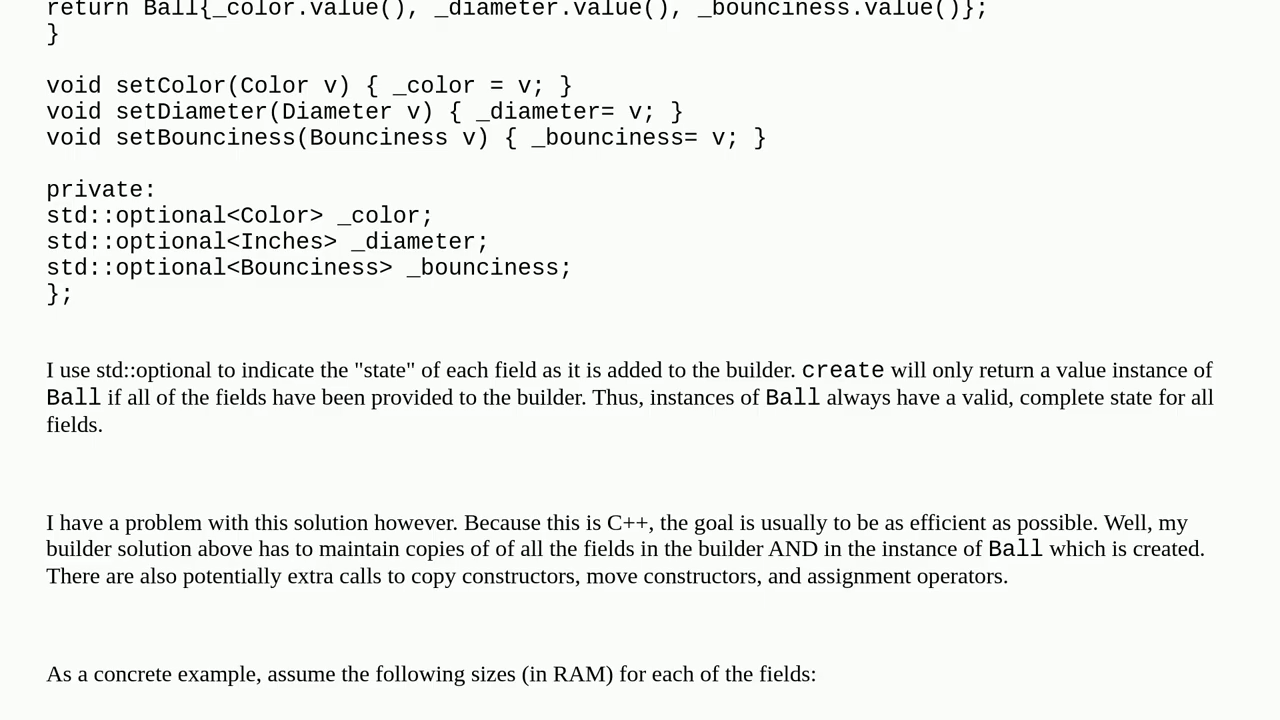 return Ball{_color.value(), _diameter.value(), _bounciness.value()};
}
void setColor(Color v) { _color = v; }
void setDiameter(Diameter v) { _diameter= v; }
void setBounciness(Bounciness v) { _bounciness= v; }
private:
std::optional<Color> _color;
std::optional<Inches> _diameter;
std::optional<Bounciness> _bounciness;
};
I use std::optional to indicate the "state" of each field as it is added to the builder. create will only return a value instance of
Ball if all of the fields have been provided to the builder. Thus, instances of Ball always have a valid, complete state for all
fields.
I have a problem with this solution however. Because this is C++, the goal is usually to be as efficient as possible. Well, my
builder solution above has to maintain copies of of all the fields in the builder AND in the instance of Ball which is created.
There are also potentially extra calls to copy constructors, move constructors, and assignment operators.
As a concrete example, assume the following sizes (in RAM) for each of the fields: